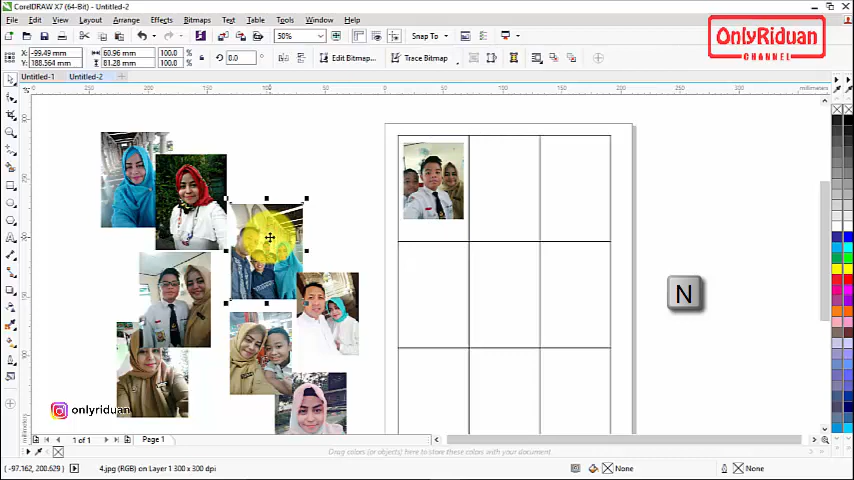 CorelDRAW X7 (64-Bit) - Untitled-2
File Edit View Layout Arrange Effects Bitmaps Text Table Tools Window Help
50% Snap To
X: -99.49 mm 60.96 mm 100.0 % 0.0 ° Edit Bitmap... Trace Bitmap
Y: 188.564 mm 81.28 mm 100.0 %
OnlyRiduan
CHANNEL
Untitled-1 Untitled-2
millimeters
N
onlyriduan
1 of 1 Page 1
Drag colors (or objects) here to store these colors with your document
(-97.162, 200.629) 4.jpg (RGB) on Layer 1 300 x 300 dpi None None